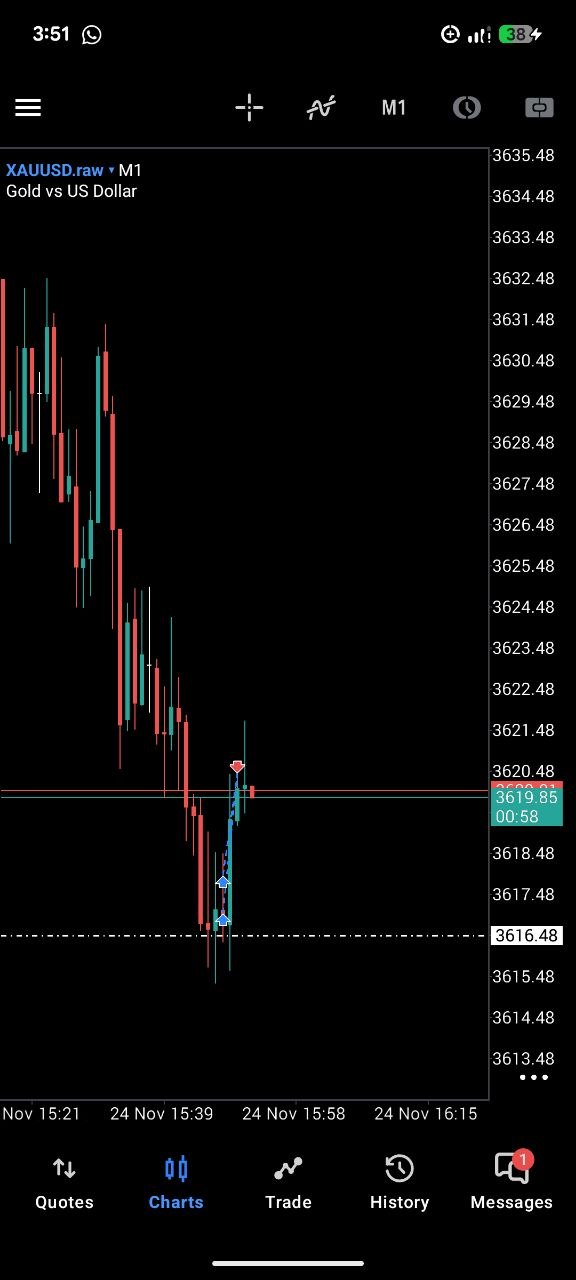 3:51
38
M1
XAUUSD.raw ▾ M1
Gold vs US Dollar
3635.48
3634.48
3633.48
3632.48
3631.48
3630.48
3629.48
3628.48
3627.48
3626.48
3625.48
3624.48
3623.48
3622.48
3621.48
3620.48
3619.85
00:58
3618.48
3617.48
3616.48
3615.48
3614.48
3613.48
Nov 15:21
24 Nov 15:39
24 Nov 15:58
24 Nov 16:15
1
Quotes
Charts
Trade
History
Messages